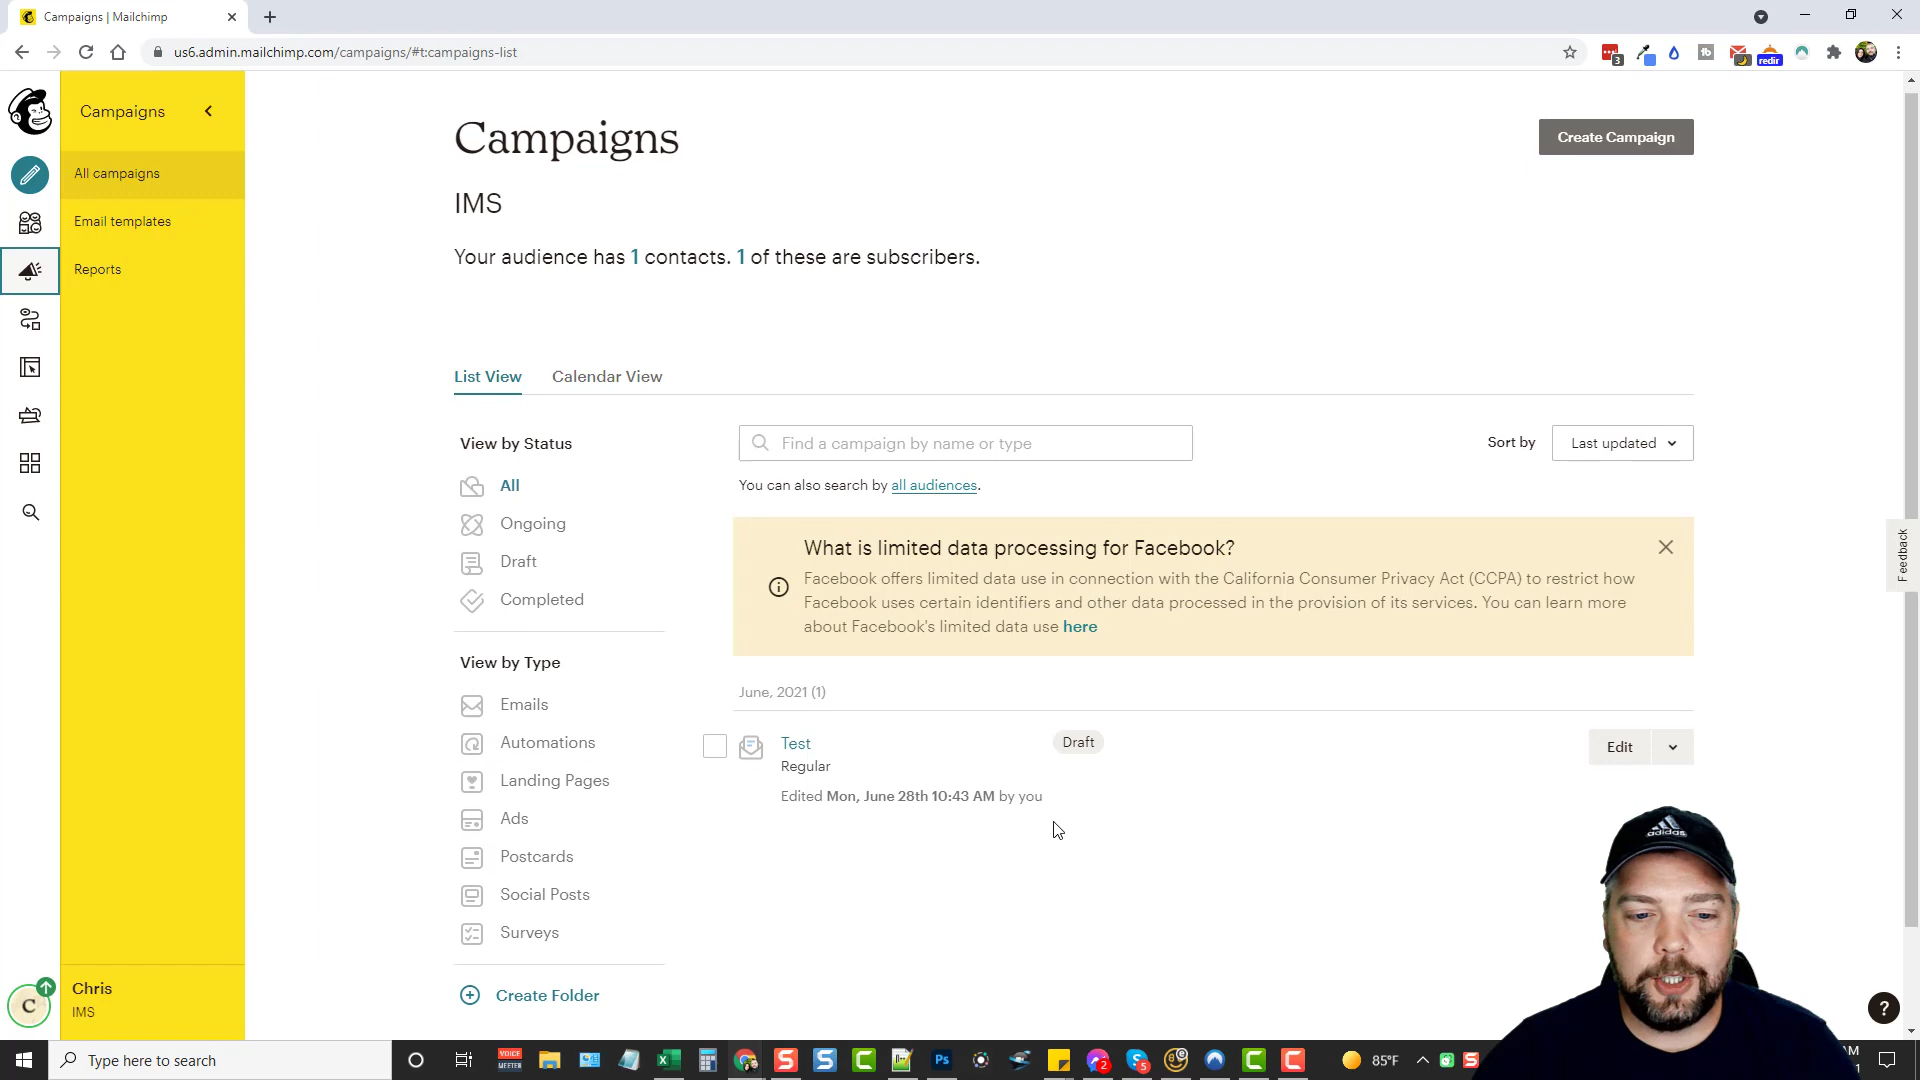 Campaigns | Mailchimp
us6.admin.mailchimp.com/campaigns/#t:campaigns-list
3
redir
Campaigns
All campaigns
Email templates
Reports
Chris
IMS
C
Campaigns
Create Campaign
IMS
Your audience has 1 contacts. 1 of these are subscribers.
List View
Calendar View
View by Status
All
Ongoing
Draft
Completed
View by Type
Emails
Automations
Landing Pages
Ads
Postcards
Social Posts
Surveys
Create Folder
Find a campaign by name or type
Sort by
Last updated
You can also search by all audiences.
What is limited data processing for Facebook?
Facebook offers limited data use in connection with the California Consumer Privacy Act (CCPA) to restrict how
Facebook uses certain identifiers and other data processed in the provision of its services. You can learn more
about Facebook's limited data use here
June, 2021 (1)
Test
Draft
Regular
Edited Mon, June 28th 10:43 AM by you
Edit
Feedback
?
adidas
Type here to search
VOICE
MEETER
Ps
2
5
85°F